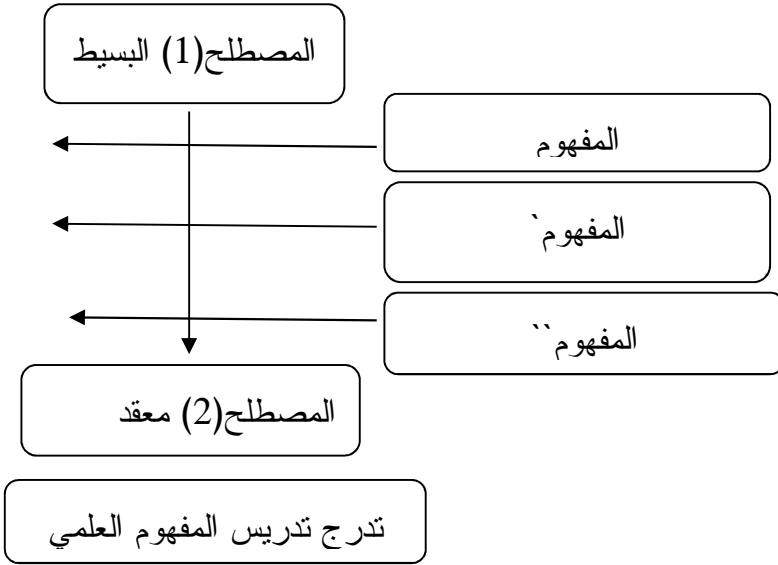 المصطلح(1) البسيط
المفهوم
المفهوم`
المفهوم``
المصطلح(2) معقد
تدرج تدريس المفهوم العلمي